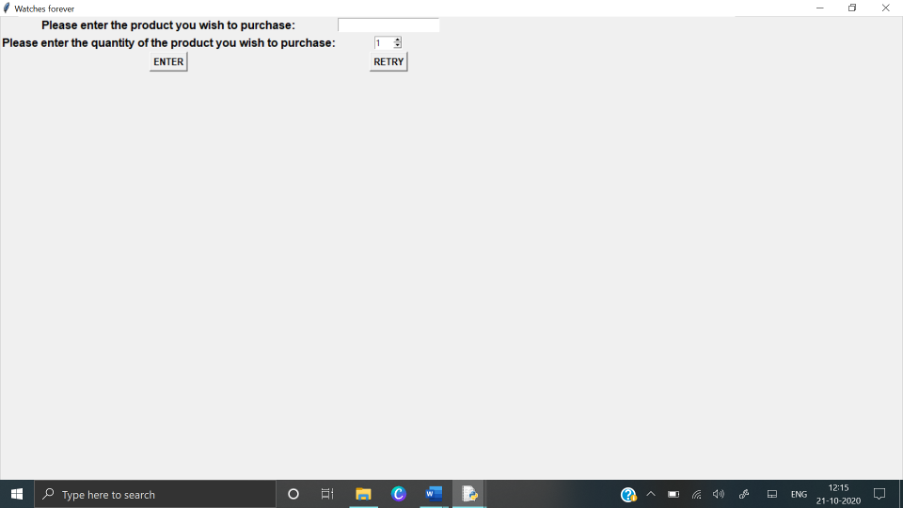 Watches forever
Please enter the product you wish to purchase:
Please enter the quantity of the product you wish to purchase: 1
ENTER RETRY
Type here to search
ENG
12:15
21-10-2020